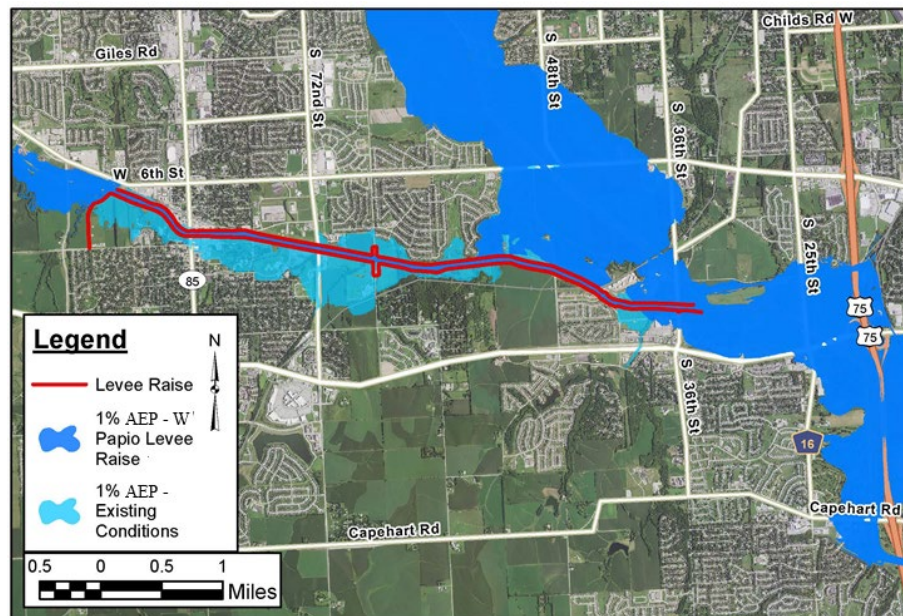 Childs Rd W
Giles Rd
S 72nd St
S 48th St
S 36th St
W 6th St
S 25th St
85
75
75
Legend
N
Levee Raise
1% AEP - W'
Papio Levee
Raise
1% AEP -
Existing
Conditions
S 36th St
16
Capehart Rd
Capehart Rd
0.5 0 0.5 1
Miles